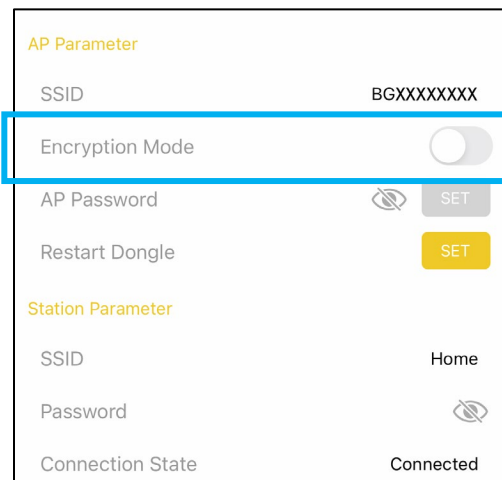 AP Parameter
SSID BGXXXXXXXX
Encryption Mode
AP Password SET
Restart Dongle SET
Station Parameter
SSID Home
Password
Connection State Connected